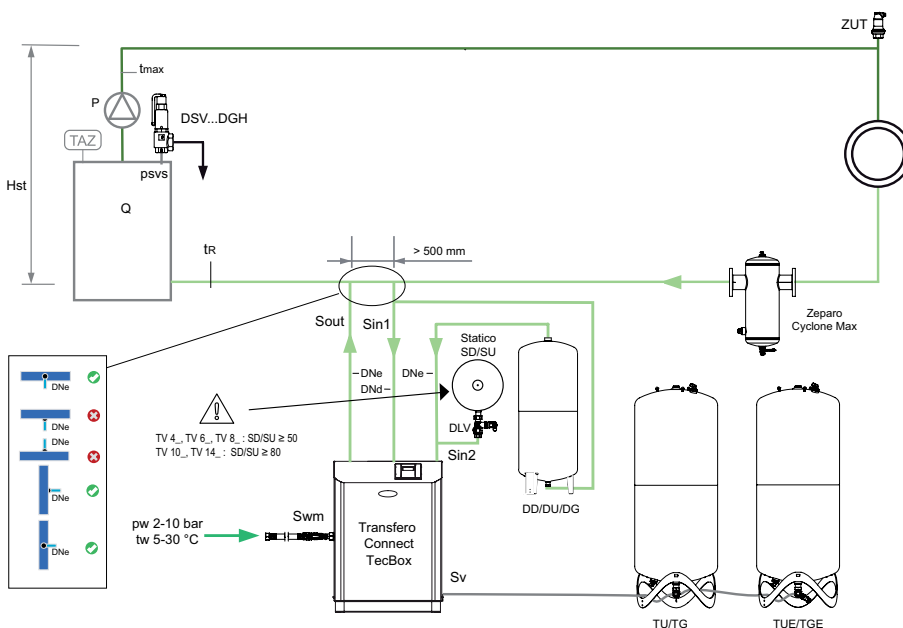 ZUT
tmax
P
DSV...DGH
TAZ
psvs
Hst
Q
tR
> 500 mm
Sout
Sin1
Zeparo
Cyclone Max
Statico
SD/SU
DNe
DNd
DNe
DLV
Sin2
TV 4_, TV 6_, TV 8_ : SD/SU ≥ 50
TV 10_, TV 14_ : SD/SU ≥ 80
DNe
DNe
DNe
DNe
DNe
DD/DU/DG
pw 2-10 bar
tw 5-30 °C
Swm
Transfero
Connect
TecBox
Sv
TU/TG
TUE/TGE